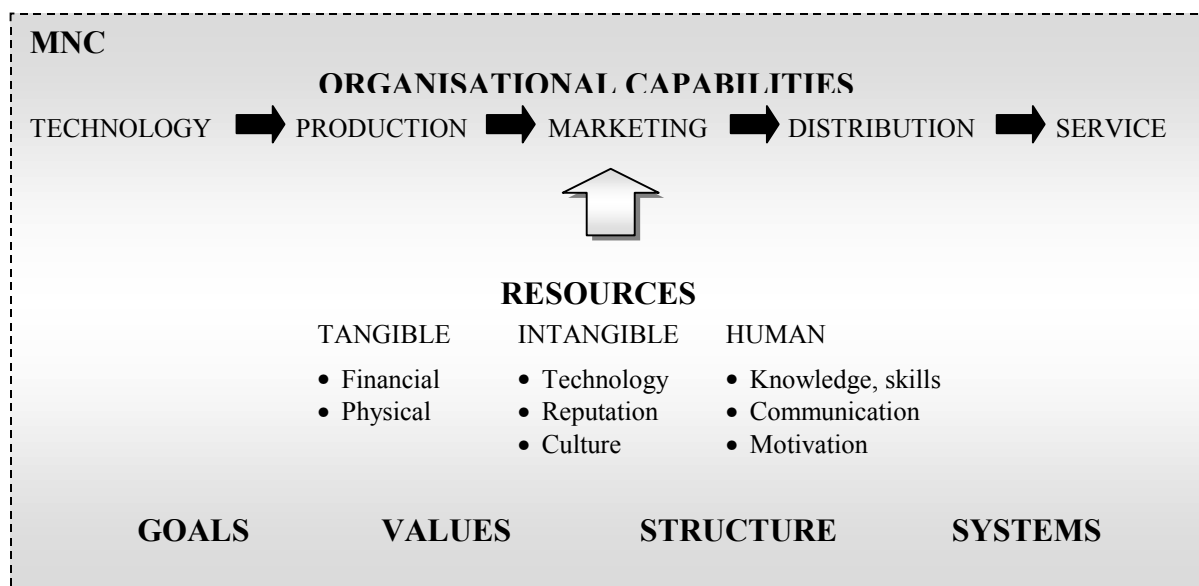 MNC
ORGANISATIONAL CAPABILITIES
TECHNOLOGY PRODUCTION MARKETING DISTRIBUTION SERVICE
RESOURCES
TANGIBLE INTANGIBLE HUMAN
• Financial • Technology • Knowledge, skills
• Physical • Reputation • Communication
• Culture • Motivation
GOALS VALUES STRUCTURE SYSTEMS